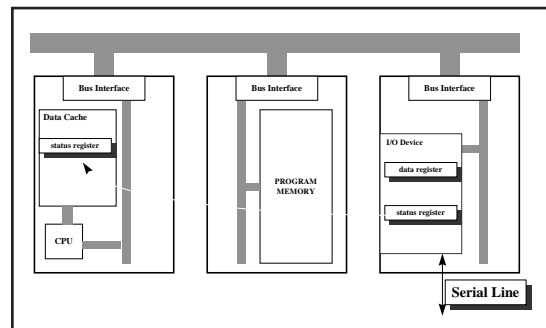 Bus Interface
Data Cache
status register
CPU
Bus Interface
PROGRAM
MEMORY
Bus Interface
I/O Device
data register
status register
Serial Line